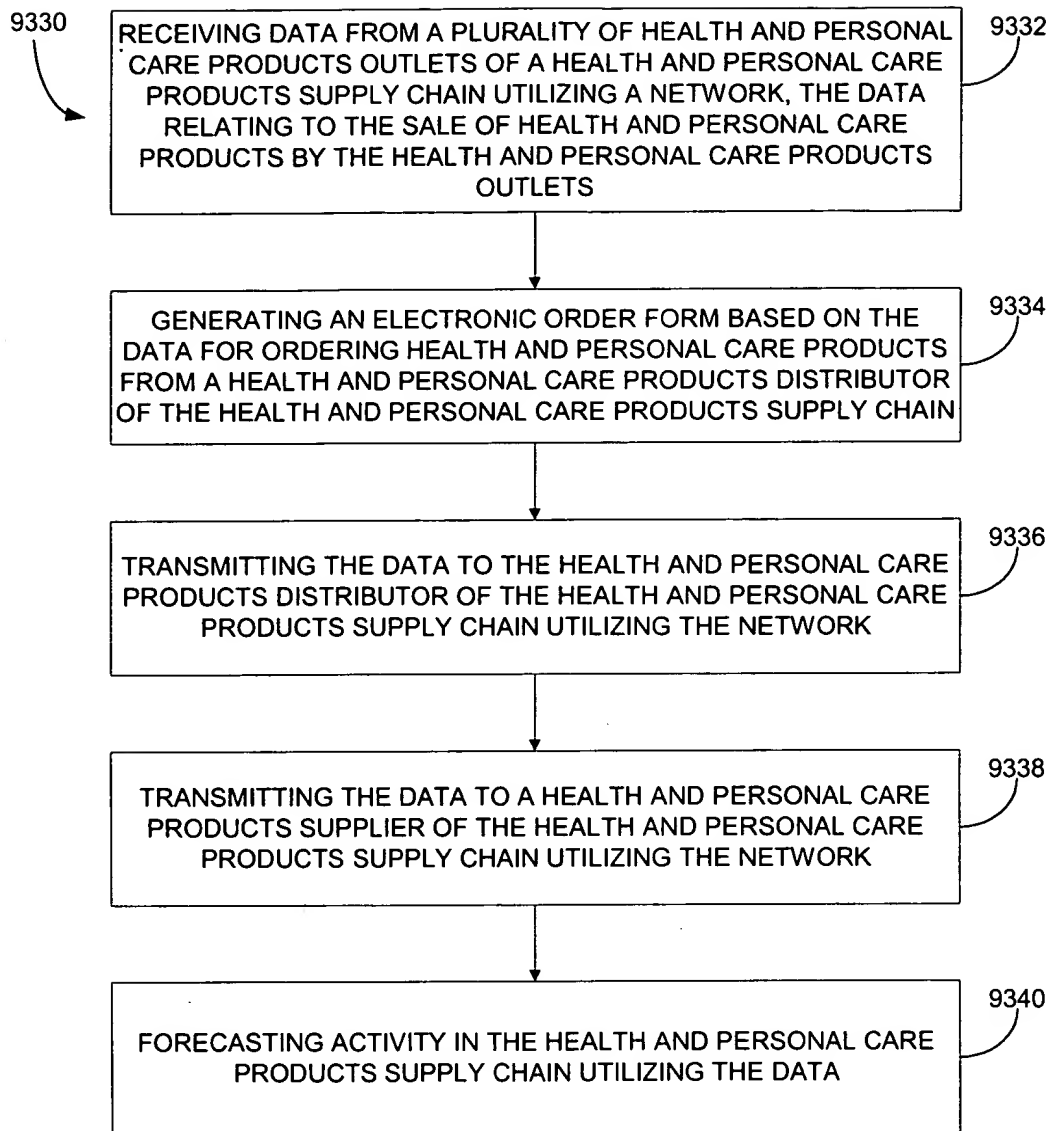 9330
RECEIVING DATA FROM A PLURALITY OF HEALTH AND PERSONAL
CARE PRODUCTS OUTLETS OF A HEALTH AND PERSONAL CARE
PRODUCTS SUPPLY CHAIN UTILIZING A NETWORK, THE DATA
RELATING TO THE SALE OF HEALTH AND PERSONAL CARE
PRODUCTS BY THE HEALTH AND PERSONAL CARE PRODUCTS
OUTLETS
9332
GENERATING AN ELECTRONIC ORDER FORM BASED ON THE
DATA FOR ORDERING HEALTH AND PERSONAL CARE PRODUCTS
FROM A HEALTH AND PERSONAL CARE PRODUCTS DISTRIBUTOR
OF THE HEALTH AND PERSONAL CARE PRODUCTS SUPPLY CHAIN
9334
TRANSMITTING THE DATA TO THE HEALTH AND PERSONAL CARE
PRODUCTS DISTRIBUTOR OF THE HEALTH AND PERSONAL CARE
PRODUCTS SUPPLY CHAIN UTILIZING THE NETWORK
9336
TRANSMITTING THE DATA TO A HEALTH AND PERSONAL CARE
PRODUCTS SUPPLIER OF THE HEALTH AND PERSONAL CARE
PRODUCTS SUPPLY CHAIN UTILIZING THE NETWORK
9338
FORECASTING ACTIVITY IN THE HEALTH AND PERSONAL CARE
PRODUCTS SUPPLY CHAIN UTILIZING THE DATA
9340